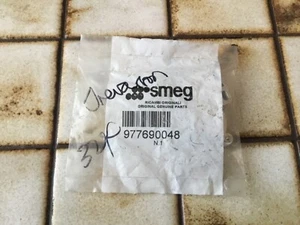 smeg
RICAMBI ORIGINALI
ORIGINAL GENUINE PARTS
977690048
N.1